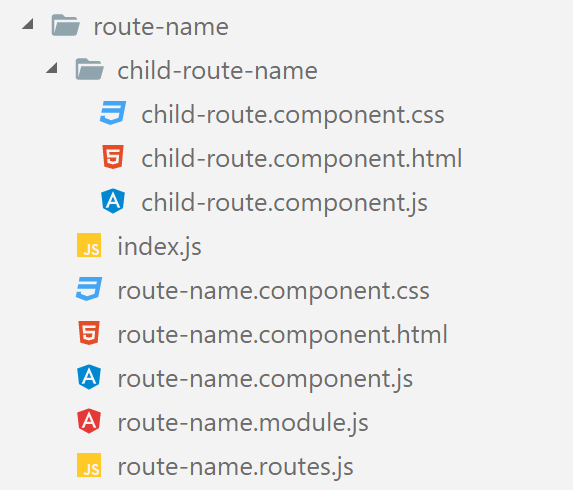 route-name
child-route-name
child-route.component.css
child-route.component.html
child-route.component.js
JS index.js
route-name.component.css
route-name.component.html
route-name.component.js
route-name.module.js
JS route-name.routes.js